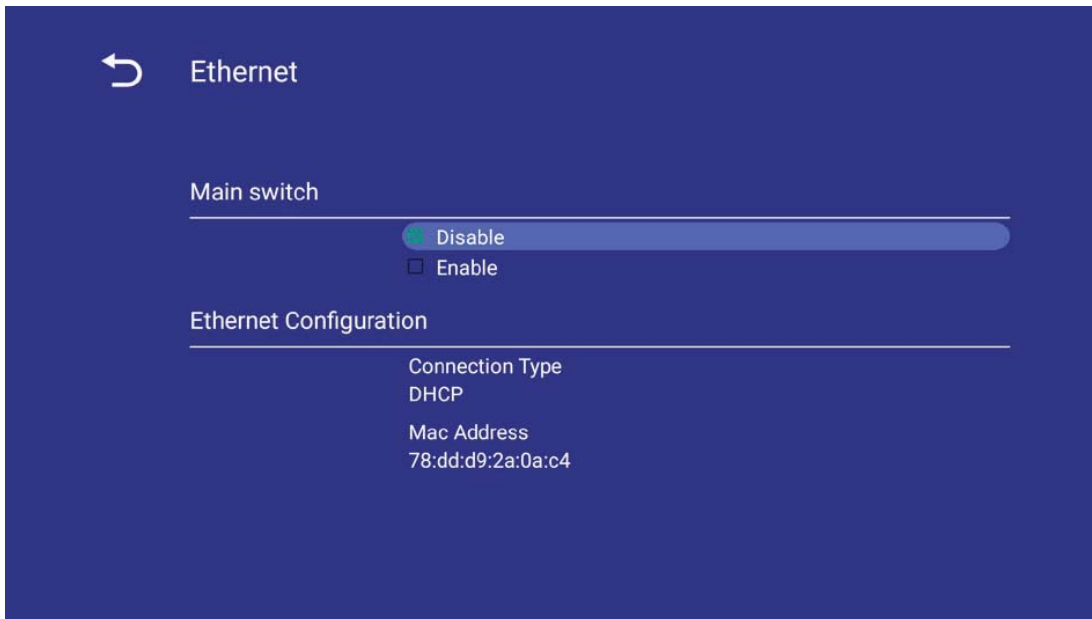 Ethernet
Main switch
Disable
Enable
Ethernet Configuration
Connection Type
DHCP
Mac Address
78:dd:d9:2a:0a:c4